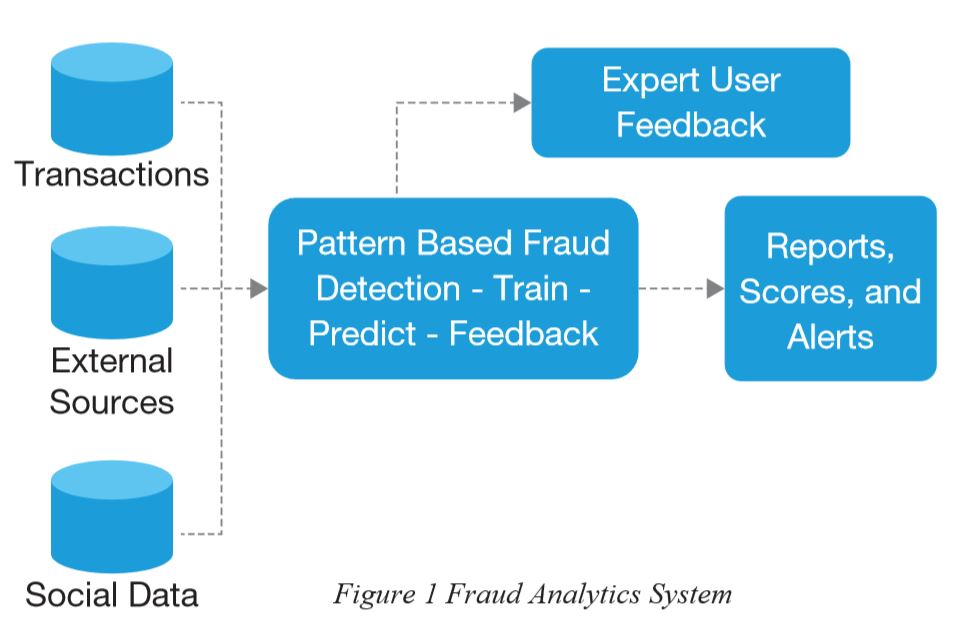 Transactions
External
Sources
Social Data
Pattern Based Fraud
Detection - Train -
Predict - Feedback
Expert User
Feedback
Reports,
Scores, and
Alerts
Figure 1 Fraud Analytics System